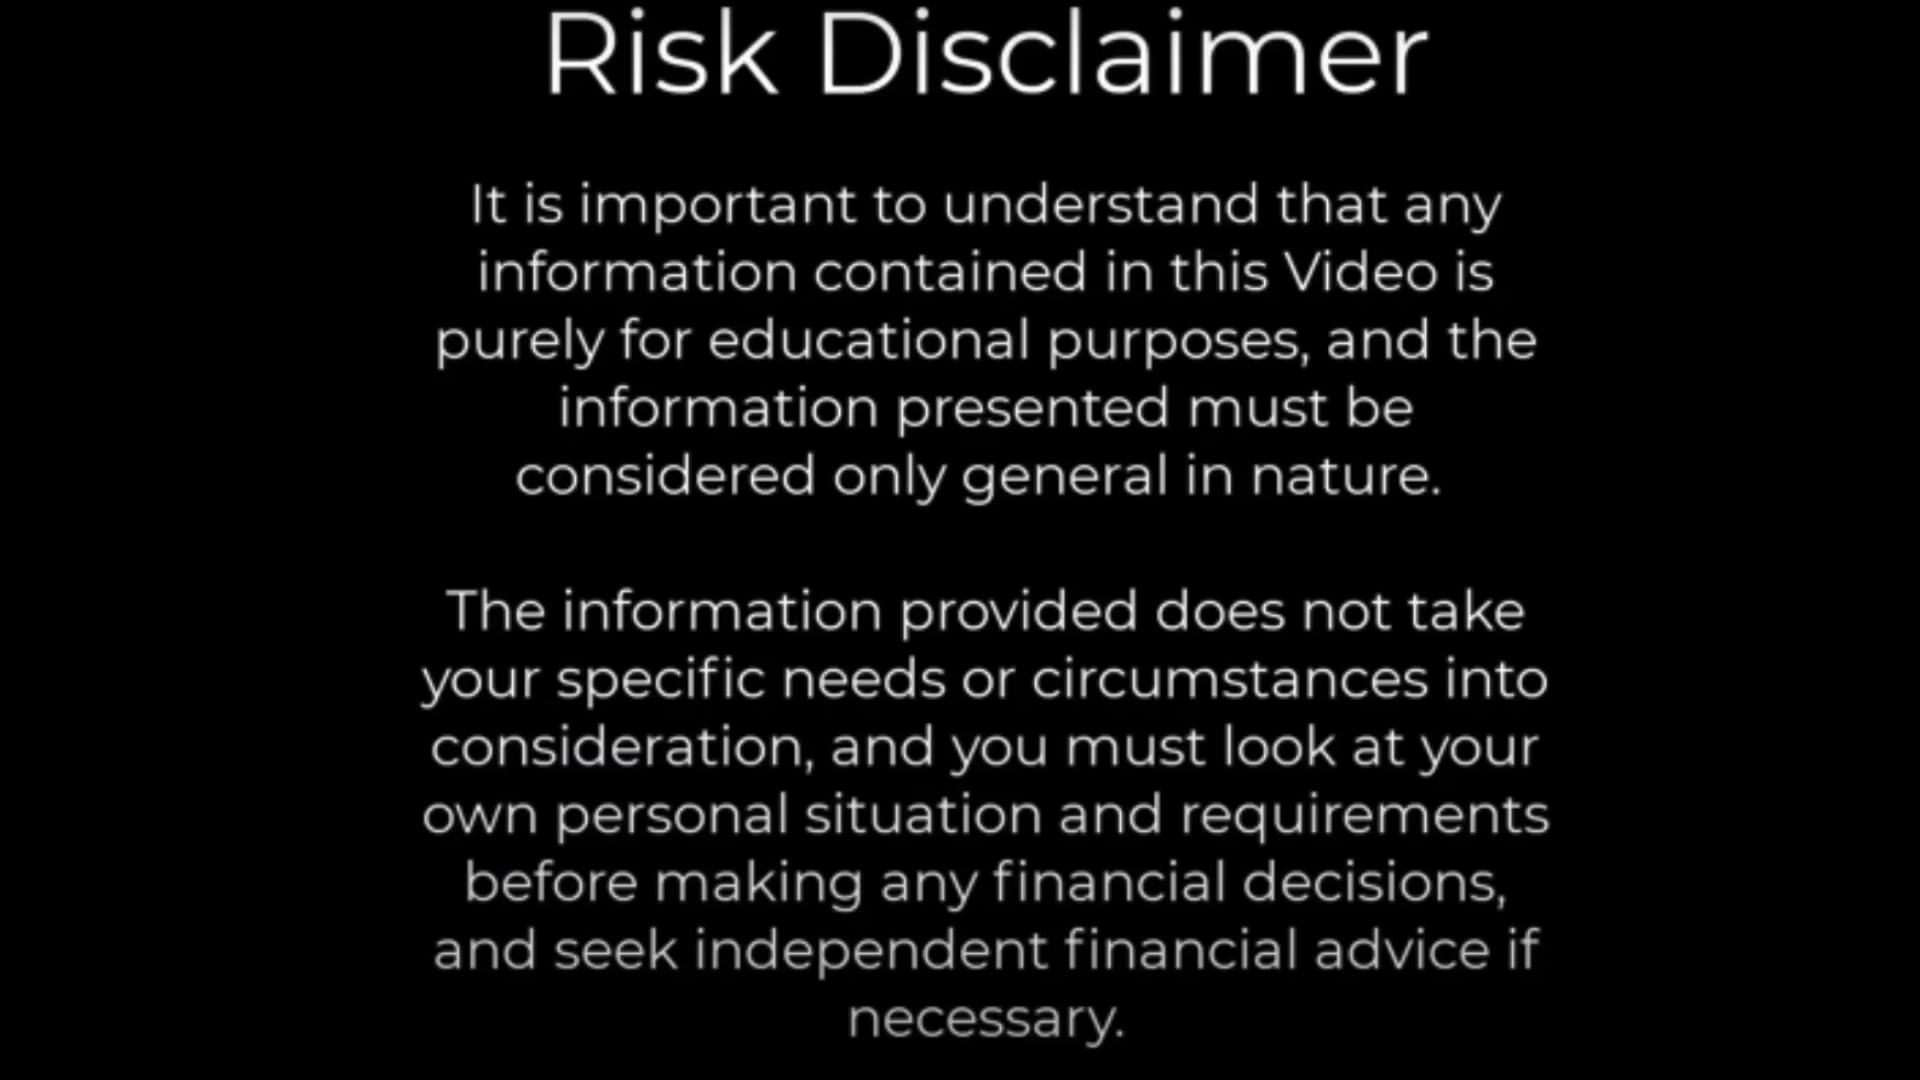 Risk Disclaimer
It is important to understand that any
information contained in this Video is
purely for educational purposes, and the
information presented must be
considered only general in nature.
The information provided does not take
your specific needs or circumstances into
consideration, and you must look at your
own personal situation and requirements
before making any financial decisions,
and seek independent financial advice if
necessary.